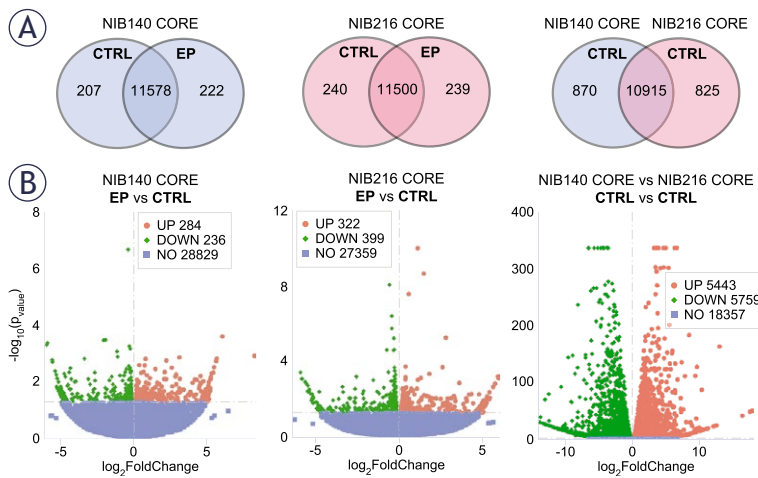 A
NIB140 CORE
CTRL EP
207 11578 222
NIB216 CORE
CTRL EP
240 11500 239
NIB140 CORE NIB216 CORE
CTRL CTRL
870 10915 825
B
NIB140 CORE
EP vs CTRL
UP 284
DOWN 236
NO 28829
8
6
4
2
0
-log10(pvalue)
-5 0 5
log2FoldChange
NIB216 CORE
EP vs CTRL
UP 322
DOWN 399
NO 27359
12
8
4
0
-5 0 5
log2FoldChange
NIB140 CORE vs NIB216 CORE
CTRL vs CTRL
UP 5443
DOWN 5759
NO 18357
400
300
200
100
0
-10 0 10
log2FoldChange